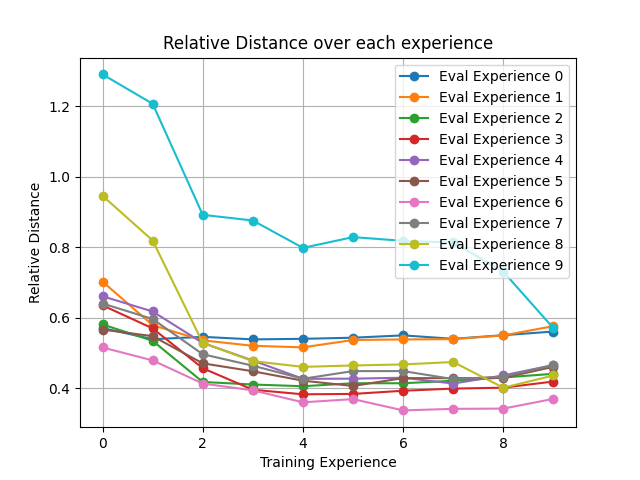 Relative Distance over each experience
Relative Distance
1.2
1.0
0.8
0.6
0.4
Eval Experience 0
Eval Experience 1
Eval Experience 2
Eval Experience 3
Eval Experience 4
Eval Experience 5
Eval Experience 6
Eval Experience 7
Eval Experience 8
Eval Experience 9
0 2 4 6 8
Training Experience